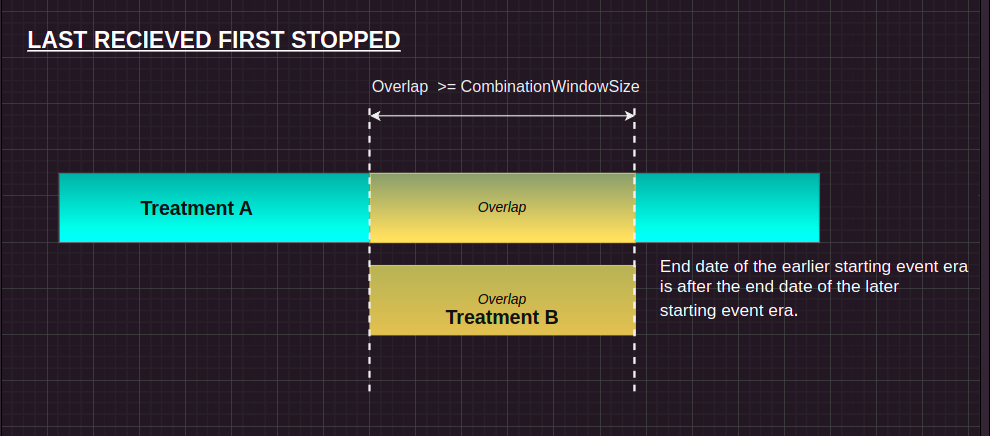 LAST RECIEVED FIRST STOPPED
Overlap >= CombinationWindowSize
Treatment A
Overlap
Overlap
Treatment B
End date of the earlier starting event era
is after the end date of the later
starting event era.